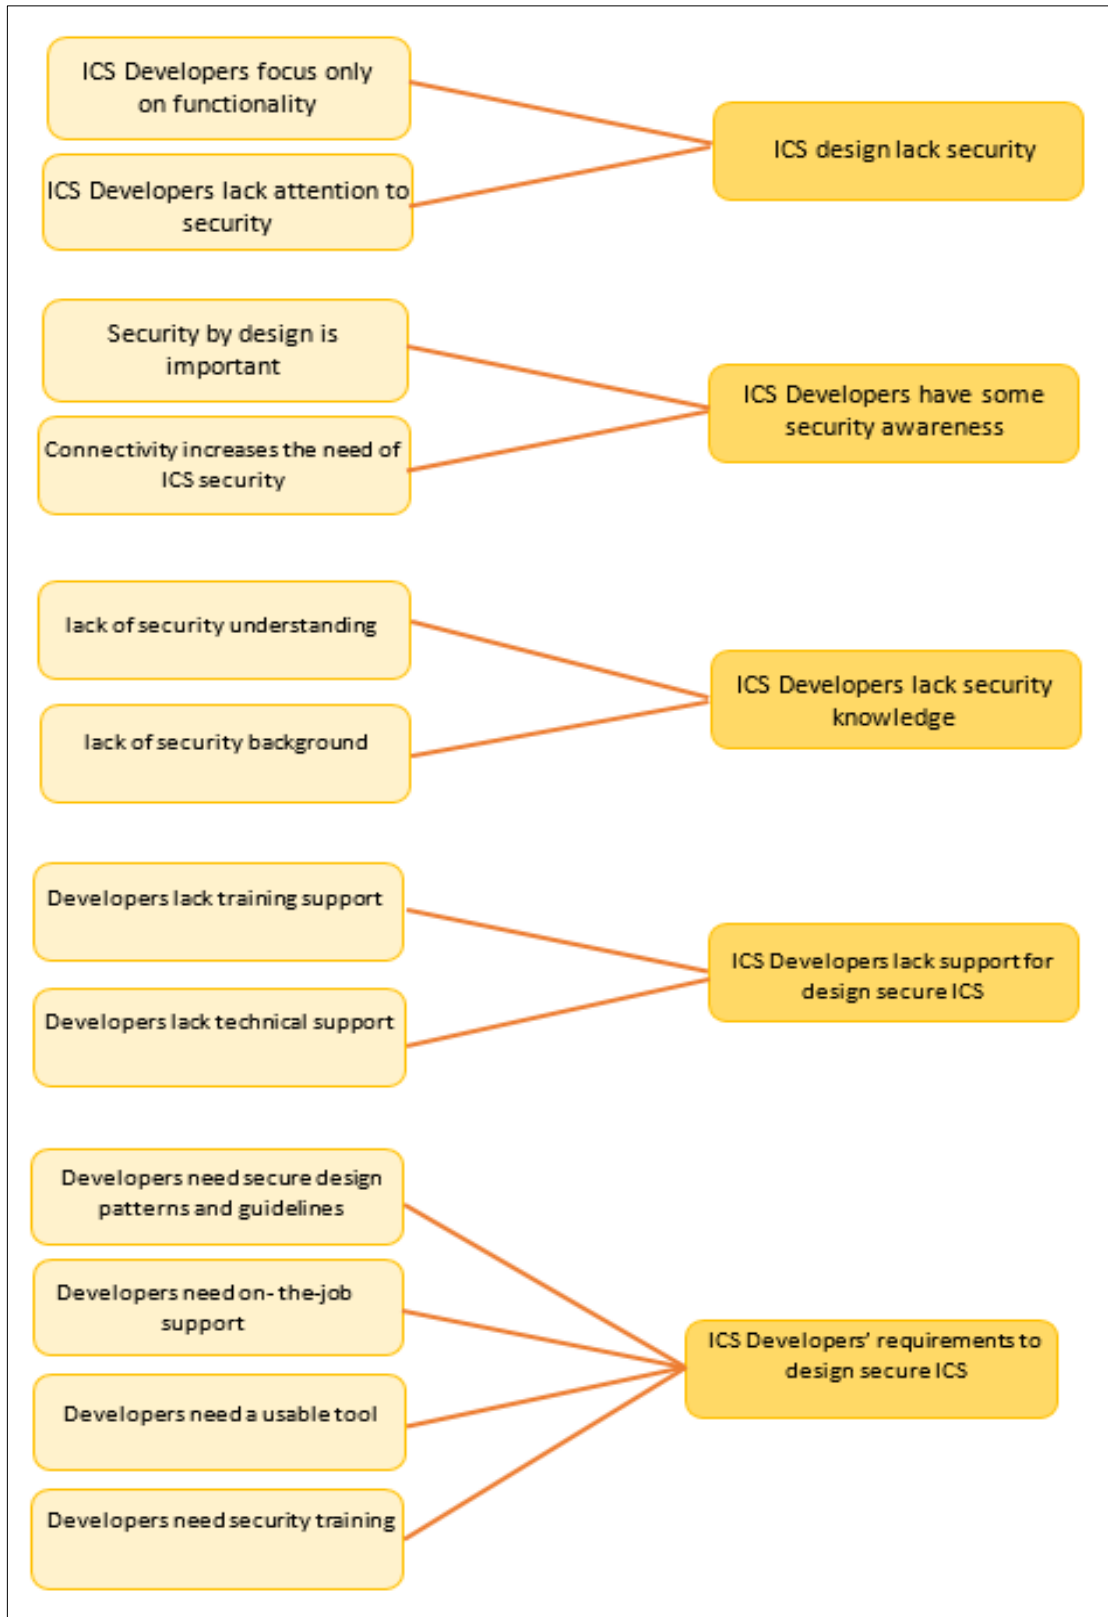 ICS Developers focus only
on functionality
ICS Developers lack attention to
security
ICS design lack security
Security by design is
important
Connectivity increases the need of
ICS security
ICS Developers have some
security awareness
lack of security understanding
lack of security background
ICS Developers lack security
knowledge
Developers lack training support
Developers lack technical support
ICS Developers lack support for
design secure ICS
Developers need secure design
patterns and guidelines
Developers need on- the-job
support
Developers need a usable tool
Developers need security training
ICS Developers’ requirements to
design secure ICS